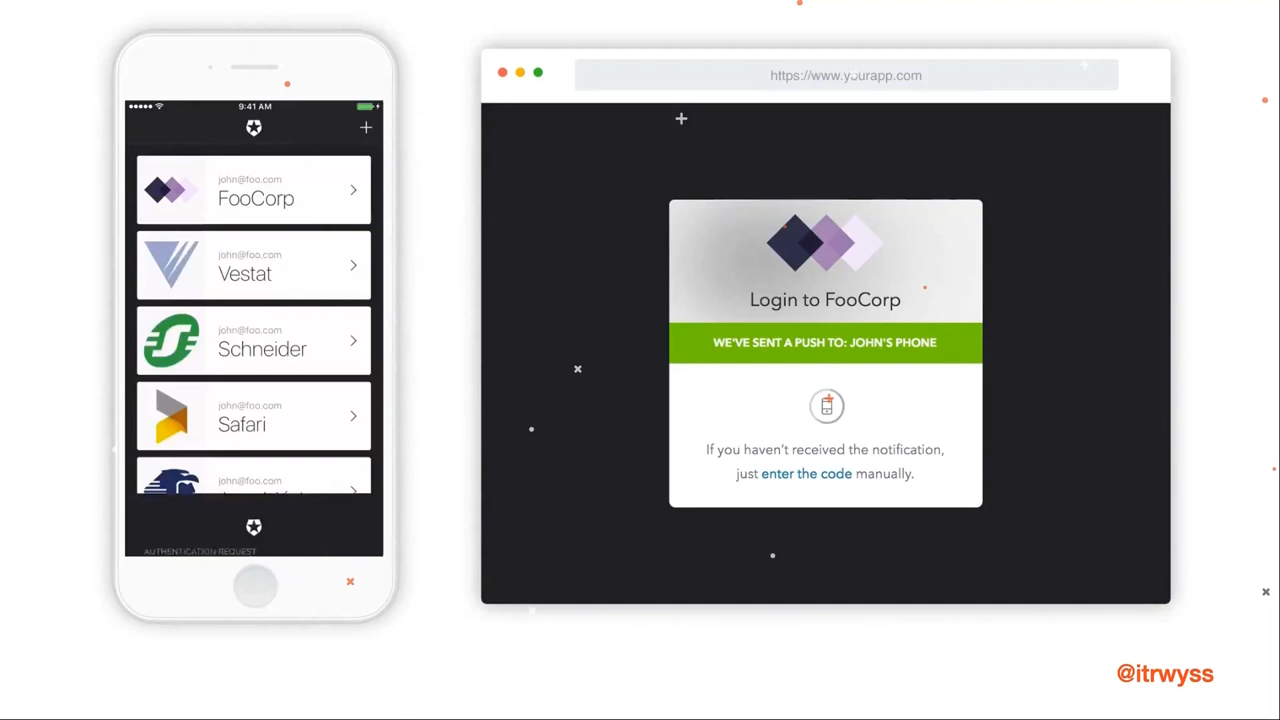 9:41 AM
john@foo.com
FooCorp
john@foo.com
Vestat
john@foo.com
Schneider
john@foo.com
Safari
john@foo.com
AUTHENTICATION REQUEST
https://www.yourapp.com
Login to FooCorp
WE'VE SENT A PUSH TO: JOHN'S PHONE
If you haven't received the notification,
just enter the code manually.
@itrwyss